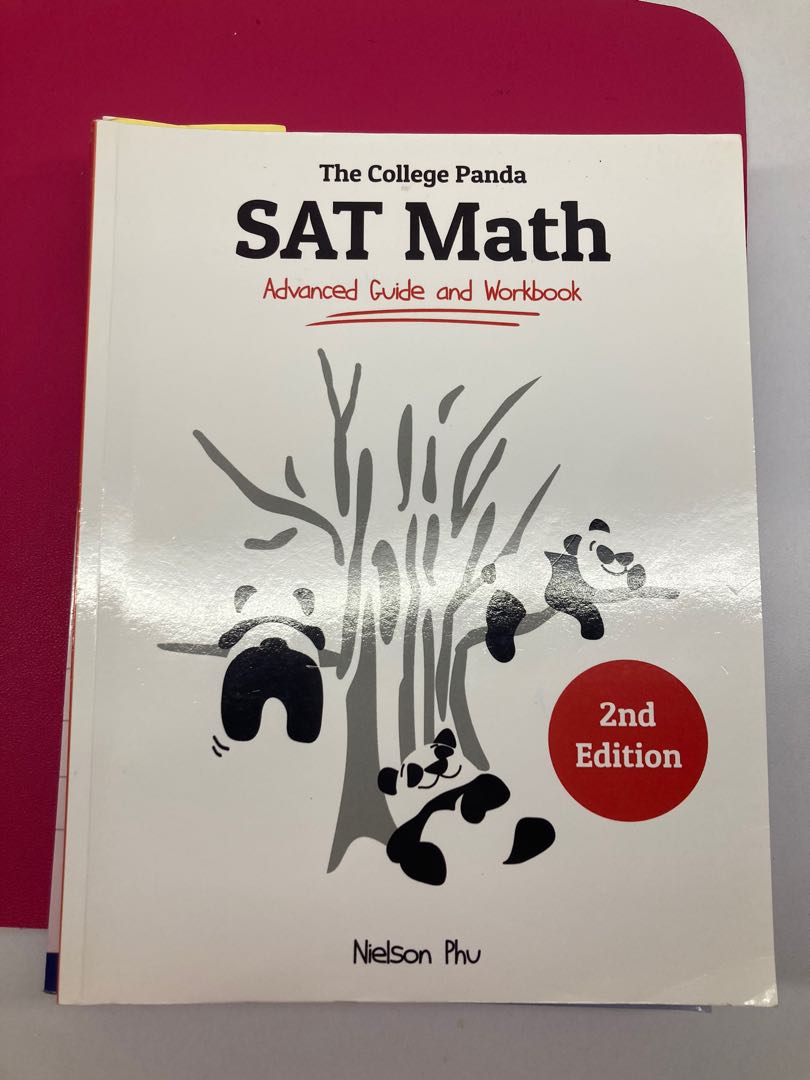 The College Panda
SAT Math
Advanced Guide and Workbook
2nd
Edition
Nielson Phu